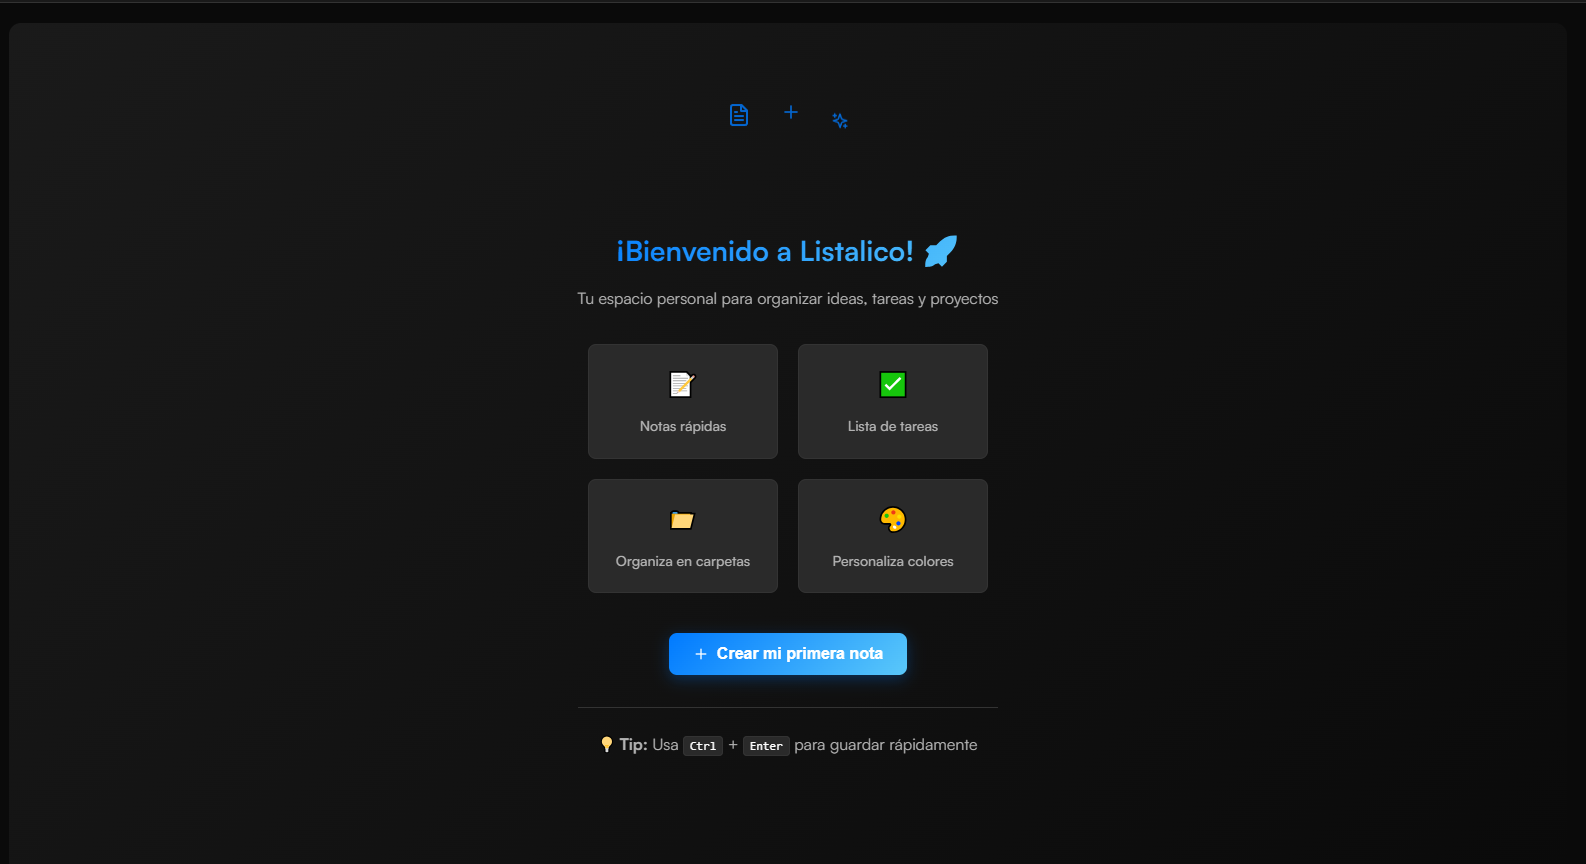 ¡Bienvenido a Listalico! 🚀
Tu espacio personal para organizar ideas, tareas y proyectos
Notas rápidas
Lista de tareas
Organiza en carpetas
Personaliza colores
+ Crear mi primera nota
💡 Tip: Usa Ctrl + Enter para guardar rápidamente